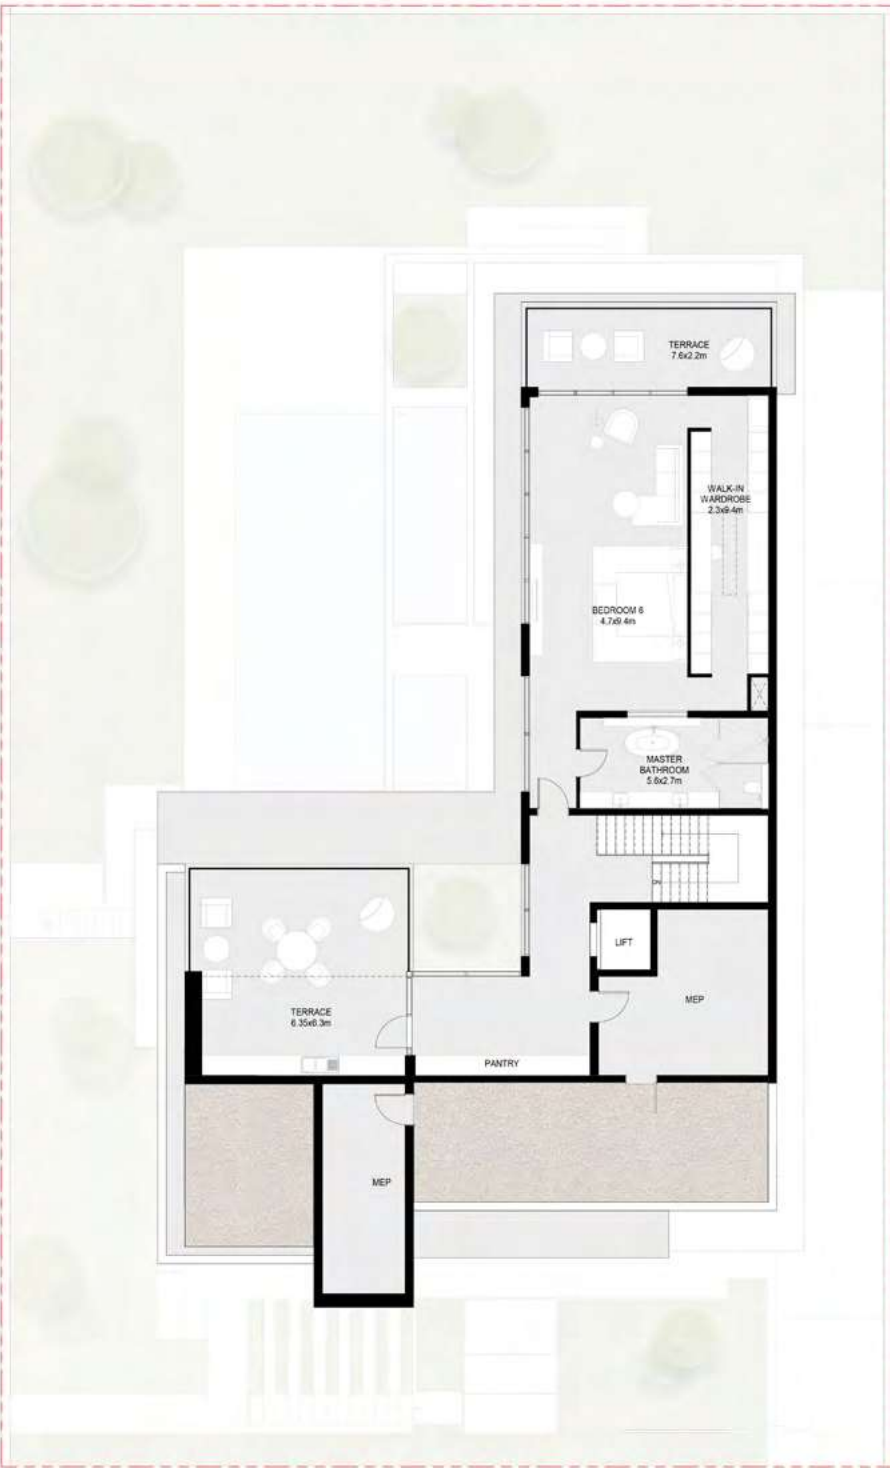 TERRACE
7.6x2.2m
WALK-IN
WARDROBE
2.3x9.4m
BEDROOM 6
4.7x9.4m
MASTER
BATHROOM
5.6x2.7m
DN
LIFT
MEP
TERRACE
6.35x6.3m
PANTRY
MEP